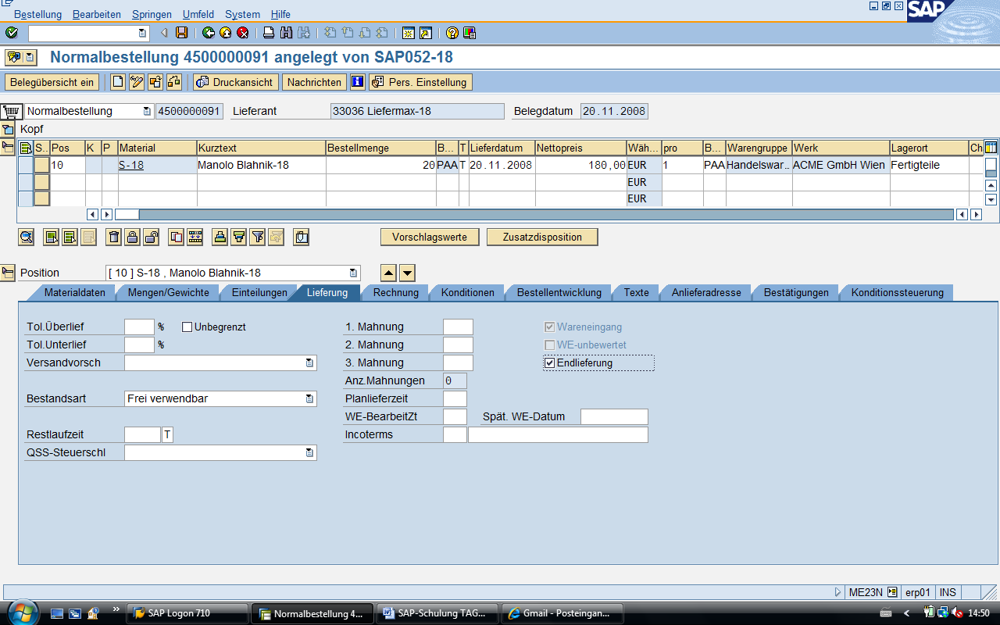 Bestellung Bearbeiten Springen Umfeld System Hilfe
SAP
Normalbestellung 4500000091 angelegt von SAP052-18
Belegübersicht ein Druckansicht Nachrichten Pers. Einstellung
Normalbestellung 4500000091 Lieferant 33036 Liefermax-18 Belegdatum 20.11.2008
Kopf
S.. Pos K P Material Kurztext Bestellmenge B... T Lieferdatum Nettopreis Wäh... pro B... Warengruppe Werk Lagerort Ch
10 S-18 Manolo Blahnik-18 20 PAA T 20.11.2008 180,00 EUR 1 PAA Handelswar... ACME GmbH Wien Fertigteile
EUR
EUR
Vorschlagswerte Zusatzdisposition
Position [ 10 ] S-18 , Manolo Blahnik-18
Materialdaten Mengen/Gewichte Einteilungen Lieferung Rechnung Konditionen Bestellentwicklung Texte Anlieferadresse Bestätigungen Konditionssteuerung
Tol.Überlief % Unbegrenzt 1. Mahnung Wareneingang
Tol.Unterlief % 2. Mahnung WE-unbewertet
Versandvorsch 3. Mahnung Endlieferung
Anz.Mahnungen 0
Bestandsart Frei verwendbar Planlieferzeit
WE-BearbeitZt Spät. WE-Datum
Restlaufzeit T Incoterms
QSS-Steuerschl
ME23N erp01 INS
SAP Logon 710 Normalbestellung 4... SAP-Schulung TAG... Gmail - Posteingan... 14:50